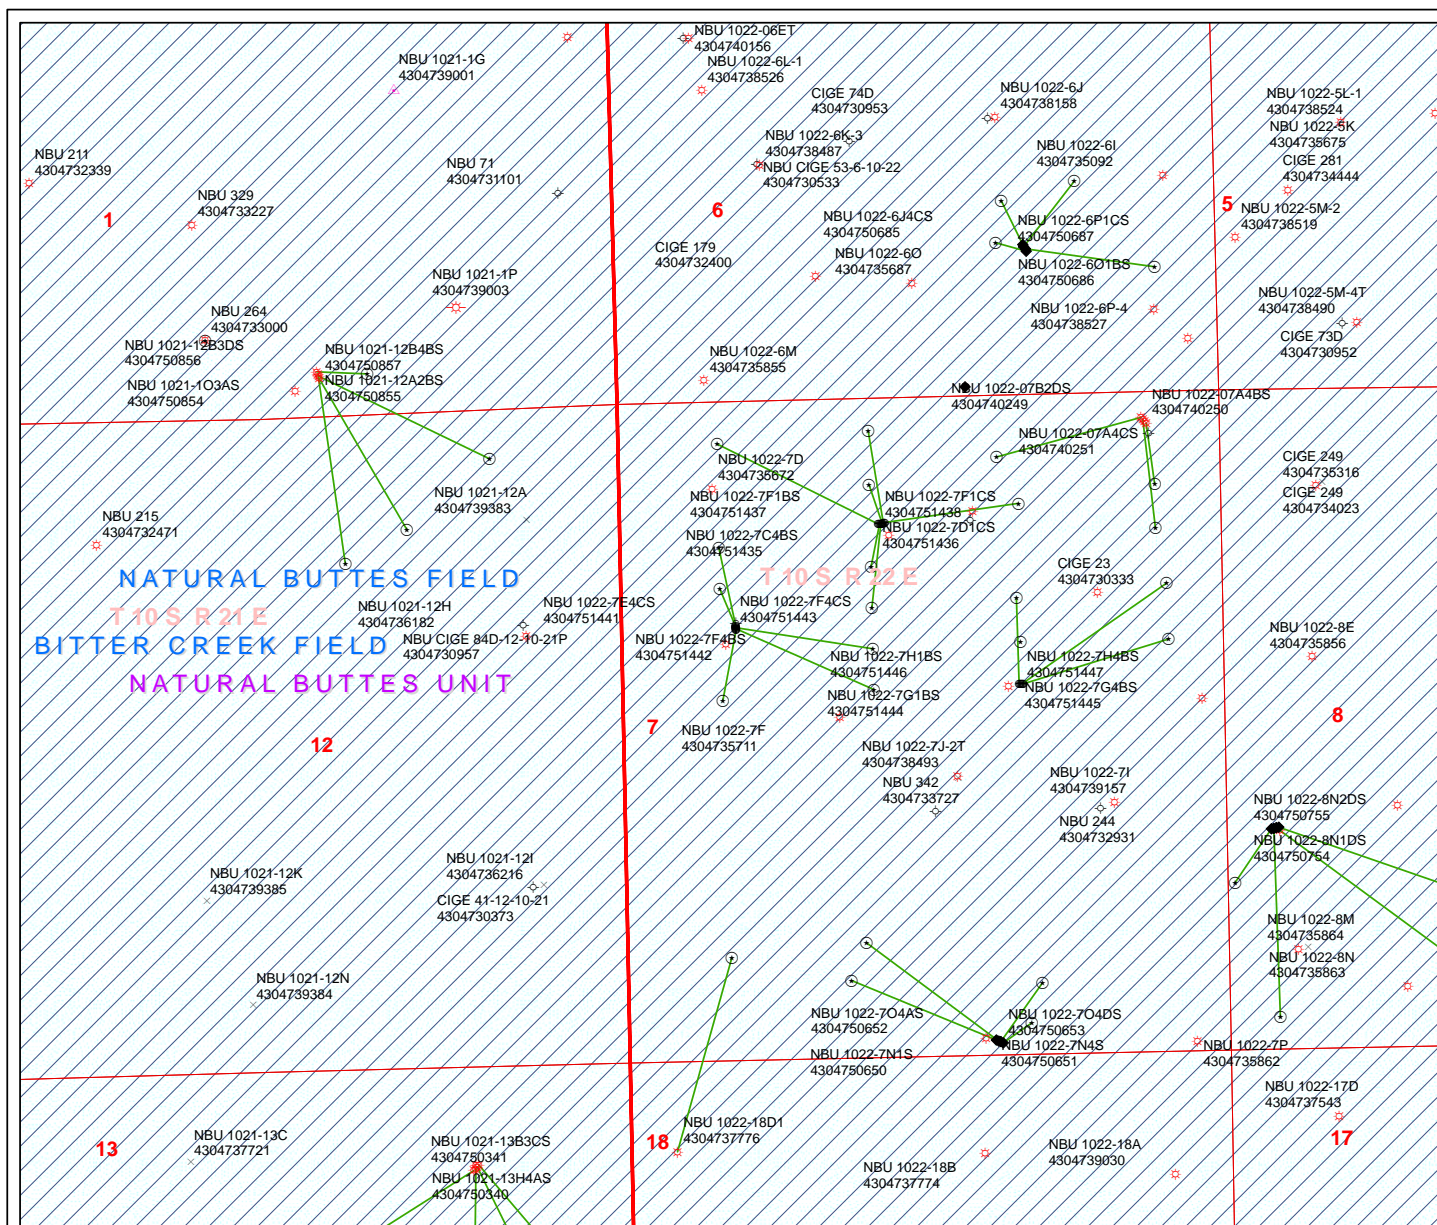 NBU 1022-06ET
4304740156
NBU 1021-1G
4304739001
NBU 1022-6L-1
4304738526
CIGE 74D
4304730953
NBU 1022-6J
4304738158
NBU 1022-5L-1
4304738524
NBU 1022-5K
4304735675
NBU 211
4304732339
NBU 71
4304731101
NBU 1022-6K-3
4304738487
NBU CIGE 53-6-10-22
4304730533
NBU 1022-6I
4304735092
CIGE 281
4304734444
1
NBU 329
4304733227
6
5
NBU 1022-6J4CS
4304750685
NBU 1022-6P1CS
4304750687
NBU 1022-5M-2
4304738519
CIGE 179
4304732400
NBU 1022-6O
4304735687
NBU 1022-6O1BS
4304750686
NBU 1021-1P
4304739003
NBU 264
4304733000
NBU 1022-6P-4
4304738527
NBU 1022-5M-4T
4304738490
CIGE 73D
4304730952
NBU 1021-12B3DS
4304750856
NBU 1021-12B4BS
4304750857
NBU 1021-12A2BS
4304750855
NBU 1021-1O3AS
4304750854
NBU 1022-6M
4304735855
NBU 1022-07B2DS
4304740249
NBU 1022-07A4BS
4304740250
NBU 1022-07A4CS
4304740251
NBU 1022-7D
4304735672
CIGE 249
4304735316
CIGE 249
4304734023
NBU 1021-12A
4304739383
NBU 1022-7F1BS
4304751437
NBU 1022-7F1CS
4304751438
NBU 1022-7D1CS
4304751436
NBU 215
4304732471
NBU 1022-7C4BS
4304751435
NATURAL BUTTES FIELD
T 10 S R 22 E
CIGE 23
4304730333
T 10 S R 21 E
BITTER CREEK FIELD
NATURAL BUTTES UNIT
NBU 1021-12H
4304736182
NBU 1022-7E4CS
4304751441
NBU CIGE 84D-12-10-21P
4304730957
NBU 1022-7F4CS
4304751443
NBU 1022-7F4BS
4304751442
NBU 1022-7H1BS
4304751446
NBU 1022-7H4BS
4304751447
NBU 1022-8E
4304735856
NBU 1022-7G1BS
4304751444
NBU 1022-7G4BS
4304751445
12
7
8
NBU 1022-7F
4304735711
NBU 1022-7J-2T
4304738493
NBU 342
4304733727
NBU 1022-7I
4304739157
NBU 244
4304732931
NBU 1022-8N2DS
4304750755
NBU 1022-8N1DS
4304750754
NBU 1021-12K
4304739385
NBU 1021-12I
4304736216
CIGE 41-12-10-21
4304730373
NBU 1022-8M
4304735864
NBU 1022-8N
4304735863
NBU 1021-12N
4304739384
NBU 1022-7O4AS
4304750652
NBU 1022-7O4DS
4304750653
NBU 1022-7N1S
4304750650
NBU 1022-7N4S
4304750651
NBU 1022-7P
4304735862
NBU 1022-17D
4304737543
13
NBU 1021-13C
4304737721
NBU 1021-13B3CS
4304750341
NBU 1021-13H4AS
4304750340
18
NBU 1022-18D1
4304737776
NBU 1022-18B
4304737774
NBU 1022-18A
4304739030
17